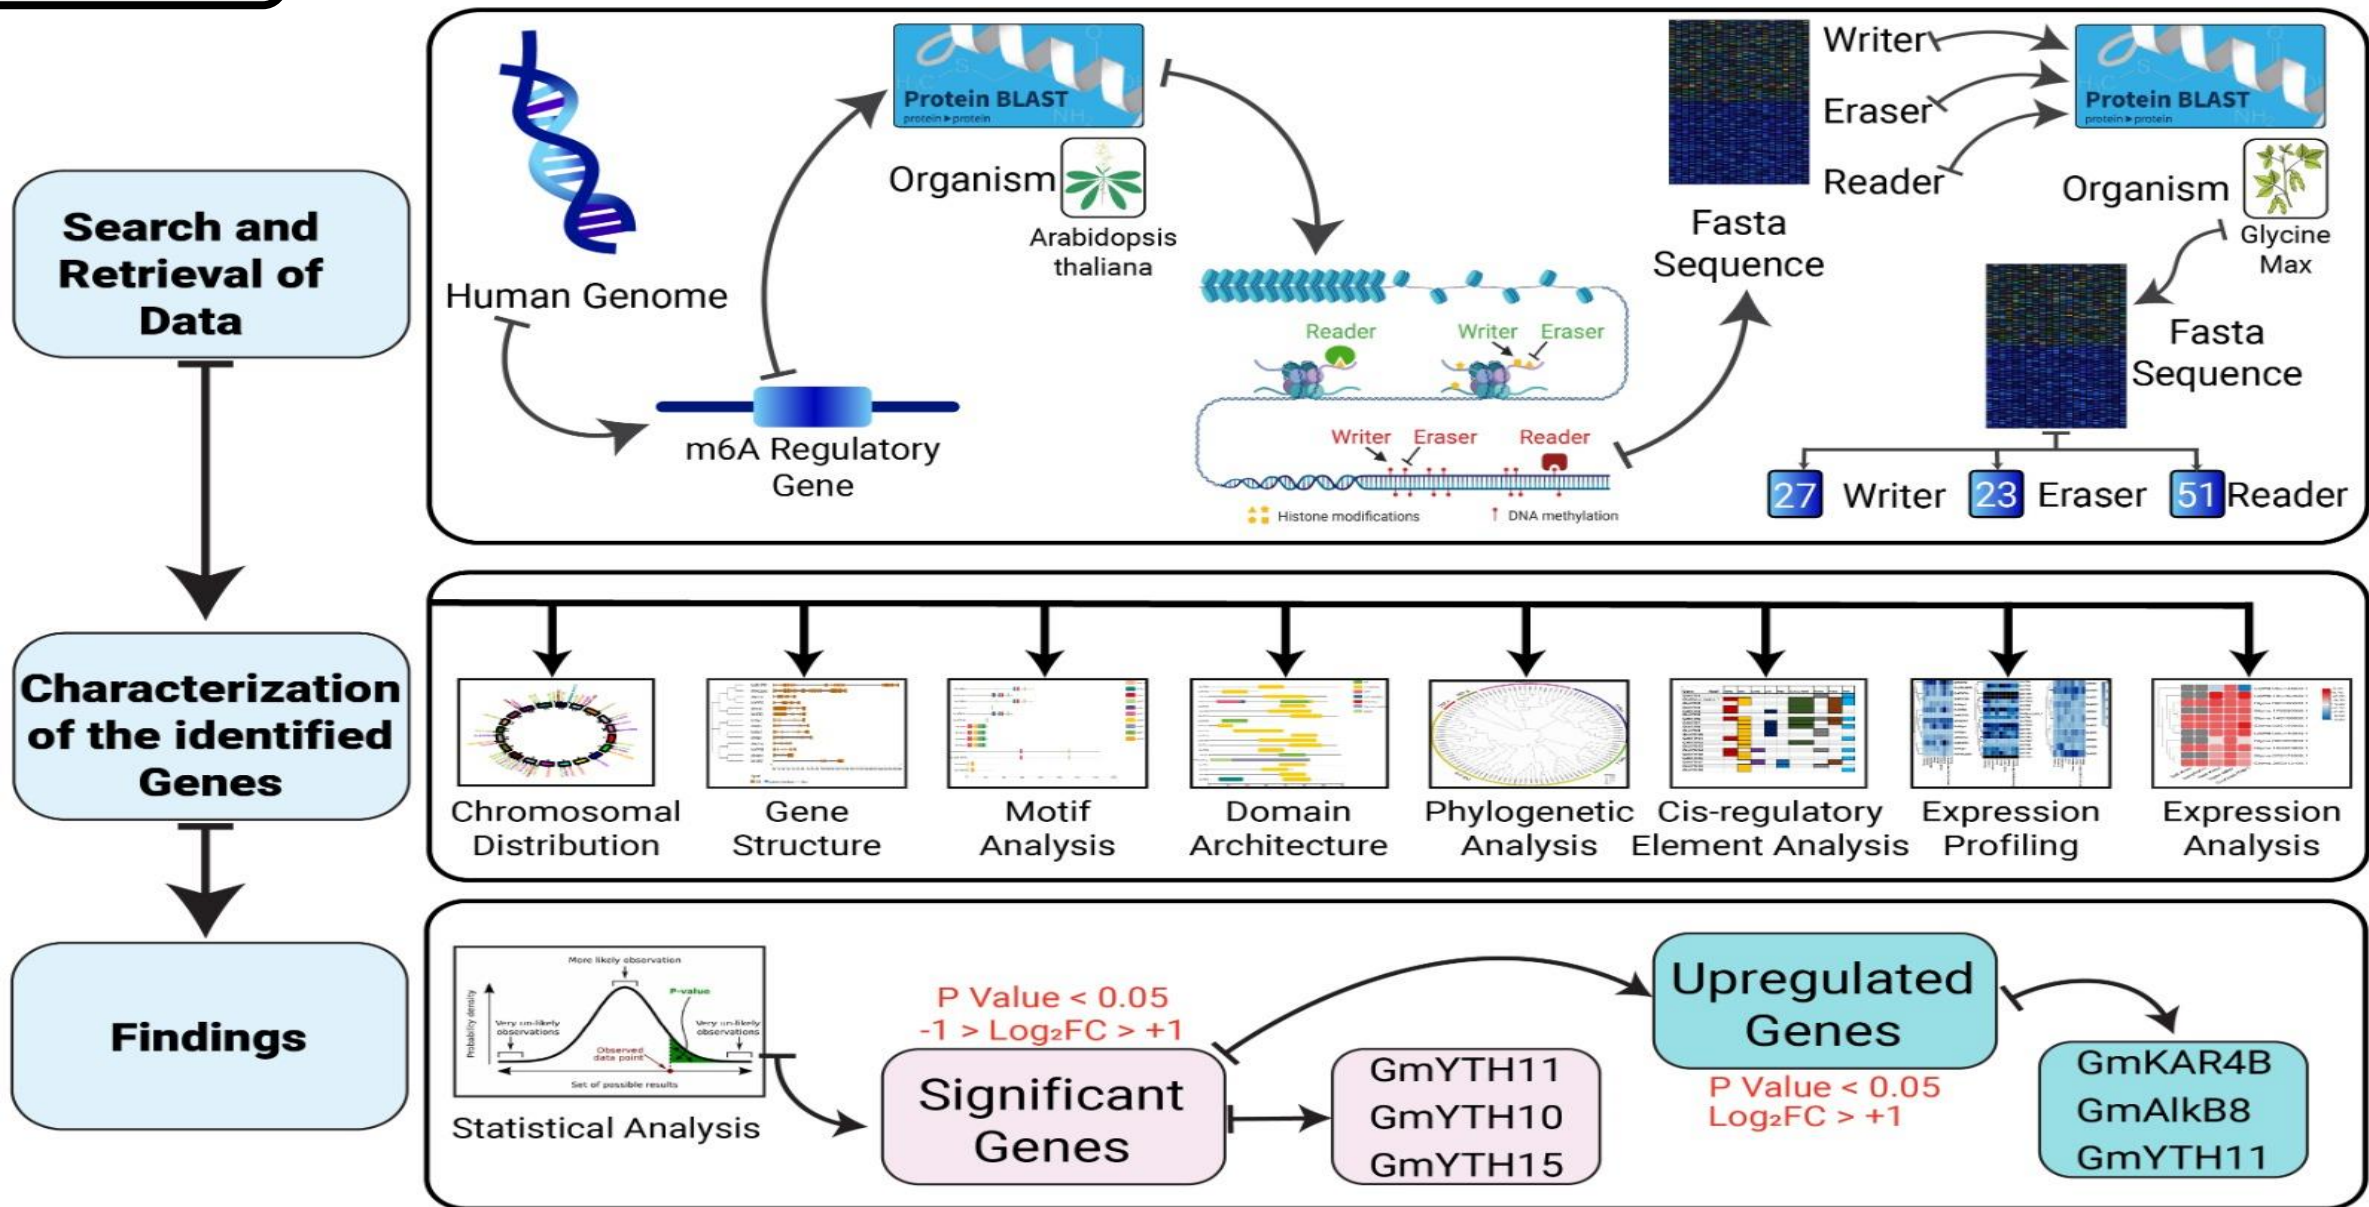 Search and
Retrieval of
Data
Human Genome
m6A Regulatory
Gene
Protein BLAST
protein ▸ protein
Organism
Arabidopsis
thaliana
Reader
Writer
Eraser
Writer
Eraser
Reader
Histone modifications
DNA methylation
Fasta
Sequence
Writer
Eraser
Reader
Protein BLAST
protein ▸ protein
Organism
Glycine
Max
Fasta
Sequence
27 Writer 23 Eraser 51 Reader
Characterization
of the identified
Genes
Chromosomal
Distribution
Gene
Structure
Motif
Analysis
Domain
Architecture
Phylogenetic
Analysis
Cis-regulatory
Element Analysis
Expression
Profiling
Expression
Analysis
Findings
More likely observation
P-value
Probability density
Very un-likely
observations
Very un-likely
observations
Observed
data point
Set of possible results
Statistical Analysis
P Value < 0.05
-1 > Log₂FC > +1
Significant
Genes
GmYTH11
GmYTH10
GmYTH15
Upregulated
Genes
P Value < 0.05
Log₂FC > +1
GmKAR4B
GmAlkB8
GmYTH11